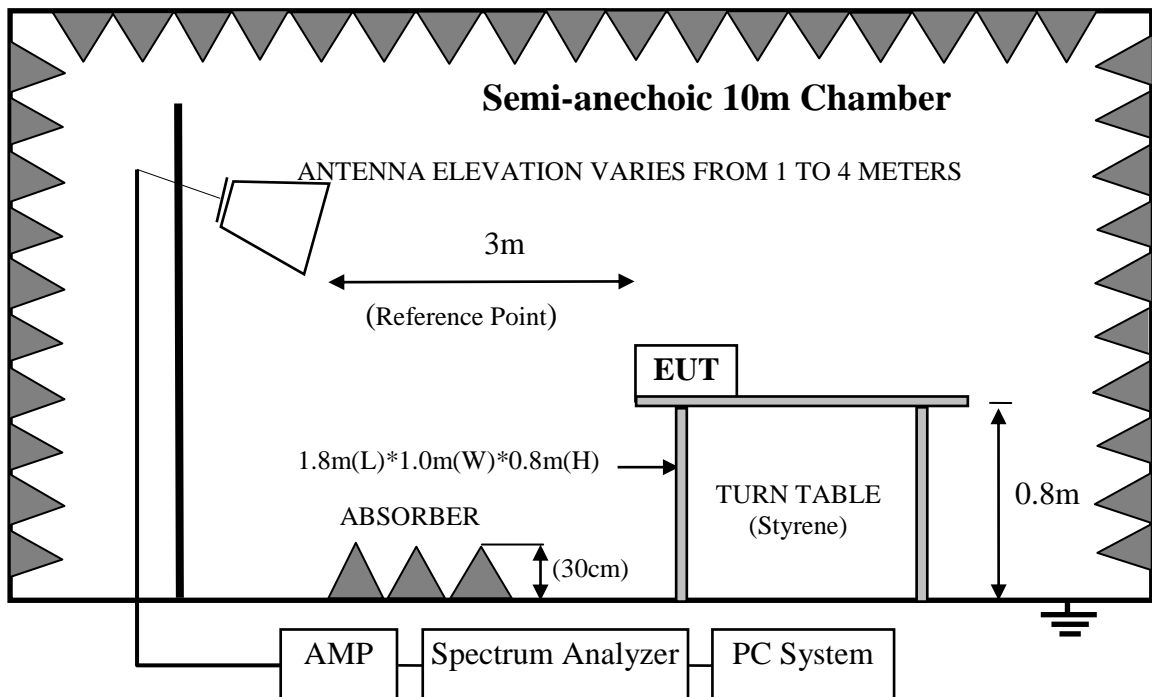 Semi-anechoic 10m Chamber
ANTENNA ELEVATION VARIES FROM 1 TO 4 METERS
3m
(Reference Point)
EUT
1.8m(L)*1.0m(W)*0.8m(H)
TURN TABLE
(Styrene)
0.8m
ABSORBER
(30cm)
AMP
Spectrum Analyzer
PC System